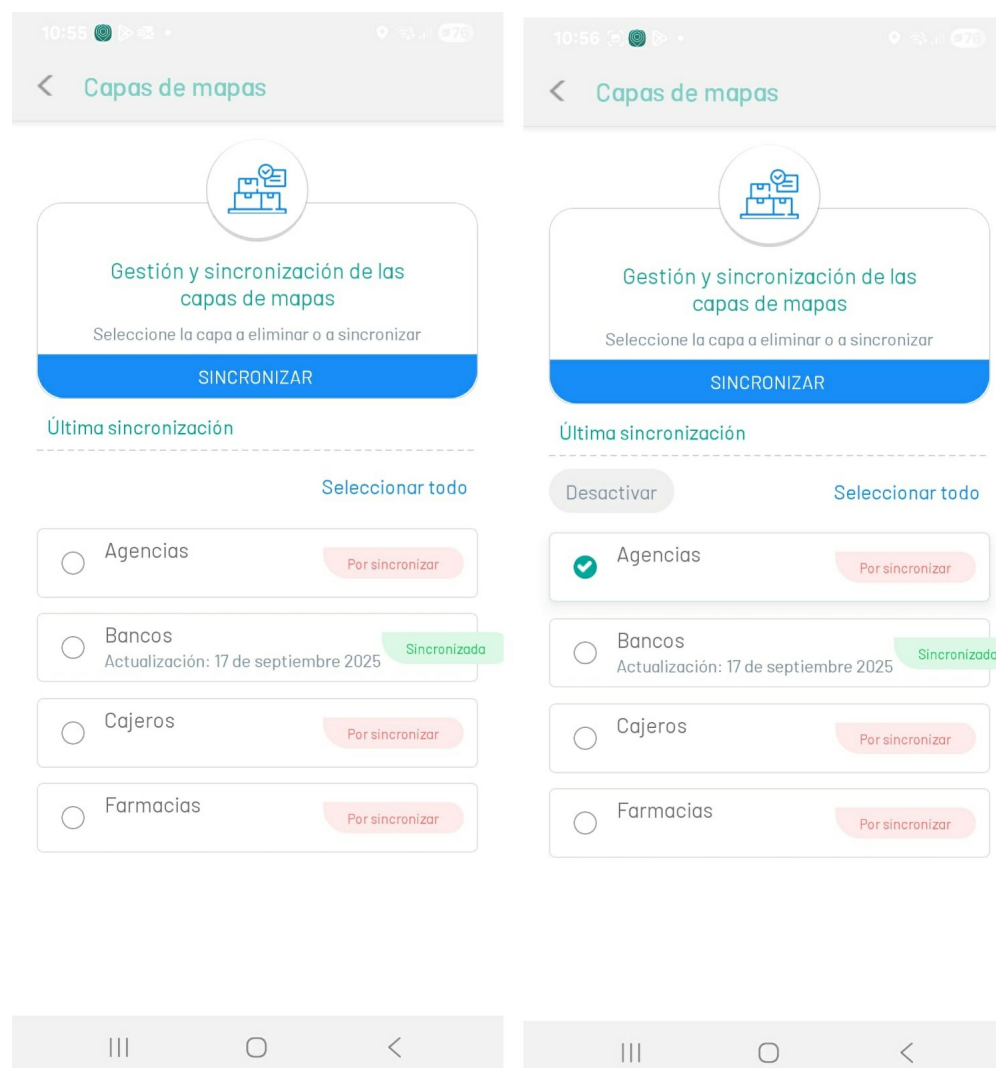 10:55
76
Capas de mapas
Gestión y sincronización de las
capas de mapas
Seleccione la capa a eliminar o a sincronizar
SINCRONIZAR
Última sincronización
Seleccionar todo
Agencias
Por sincronizar
Bancos
Actualización: 17 de septiembre 2025
Sincronizada
Cajeros
Por sincronizar
Farmacias
Por sincronizar
10:56
76
Capas de mapas
Gestión y sincronización de las
capas de mapas
Seleccione la capa a eliminar o a sincronizar
SINCRONIZAR
Última sincronización
Desactivar
Seleccionar todo
Agencias
Por sincronizar
Bancos
Actualización: 17 de septiembre 2025
Sincronizada
Cajeros
Por sincronizar
Farmacias
Por sincronizar